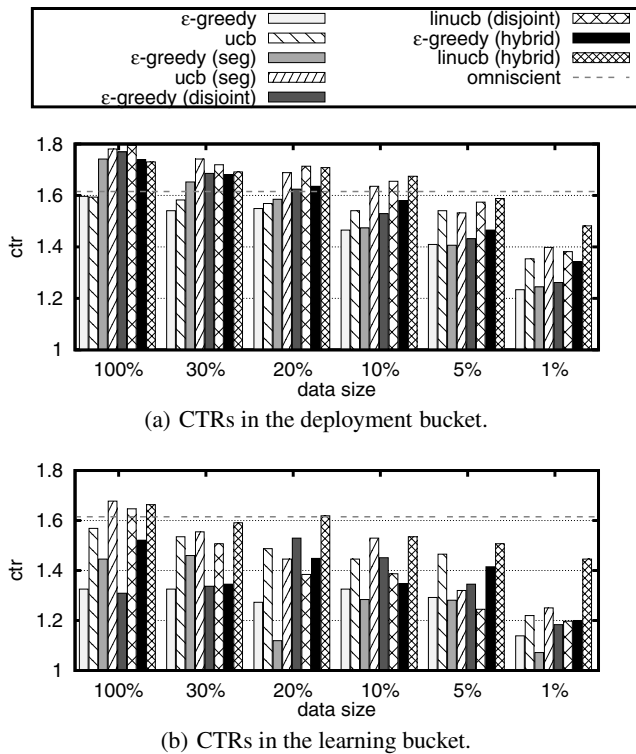 ε-greedy
ucb
ε-greedy (seg)
ucb (seg)
ε-greedy (disjoint)
linucb (disjoint)
ε-greedy (hybrid)
linucb (hybrid)
omniscient
1.8
1.6
1.4
1.2
1
ctr
100% 30% 20% 10% 5% 1%
data size
(a) CTRs in the deployment bucket.
1.8
1.6
1.4
1.2
1
ctr
100% 30% 20% 10% 5% 1%
data size
(b) CTRs in the learning bucket.